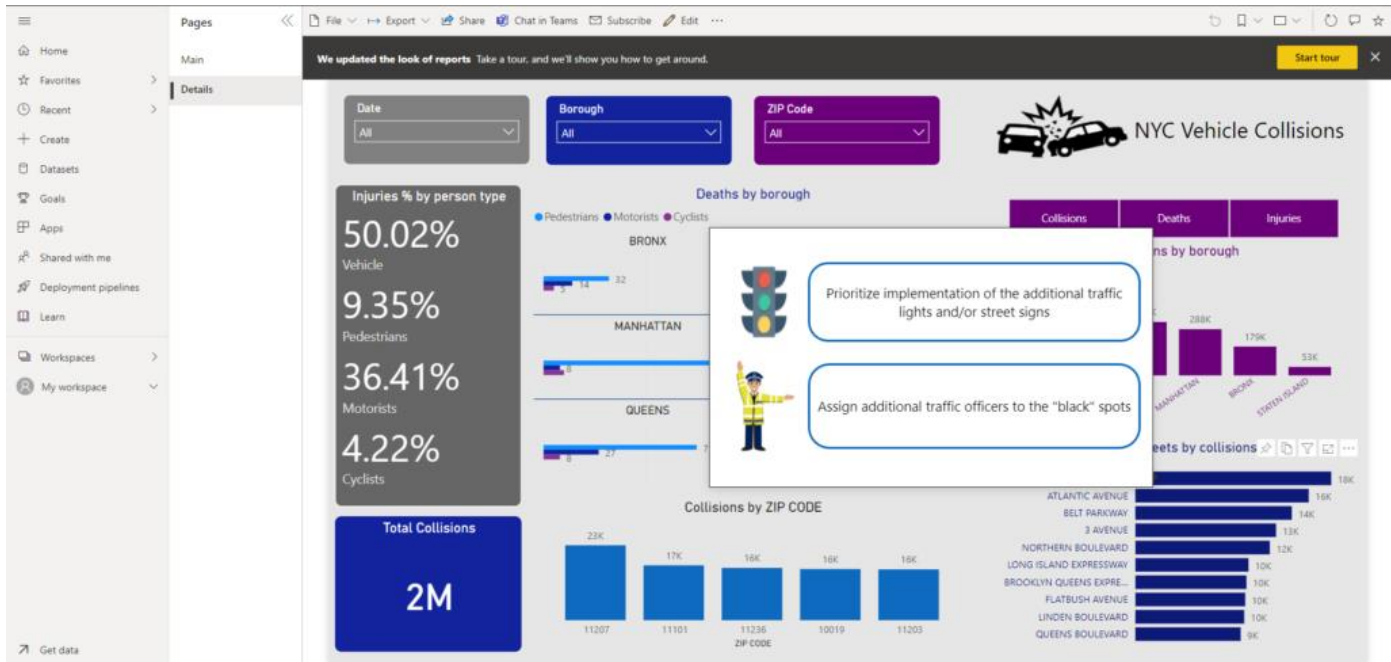 Pages
File
Export
Share
Chat in Teams
Subscribe
Edit
Home
Favorites
Recent
Create
Datasets
Goals
Apps
Shared with me
Deployment pipelines
Learn
Workspaces
My workspace
Get data
Main
Details
We updated the look of reports Take a tour, and we'll show you how to get around.
Start tour
Date
All
Borough
All
ZIP Code
All
NYC Vehicle Collisions
Injuries % by person type
50.02%
Vehicle
9.35%
Pedestrians
36.41%
Motorists
4.22%
Cyclists
Total Collisions
2M
Deaths by borough
Pedestrians Motorists Cyclists
BRONX
32
14
5
MANHATTAN
8
QUEENS
7
27
8
Collisions by ZIP CODE
23K
17K
16K
16K
16K
11207
11101
11236
10019
11203
ZIP CODE
Prioritize implementation of the additional traffic
lights and/or street signs
Assign additional traffic officers to the "black" spots
Collisions
Deaths
Injuries
ns by borough
288K
179K
53K
MANHATTAN
BRONX
STATEN ISLAND
eets by collisions
18K
ATLANTIC AVENUE 16K
BELT PARKWAY 14K
3 AVENUE 13K
NORTHERN BOULEVARD 12K
LONG ISLAND EXPRESSWAY 10K
BROOKLYN QUEENS EXPRE... 10K
FLATBUSH AVENUE 10K
LINDEN BOULEVARD 10K
QUEENS BOULEVARD 9K